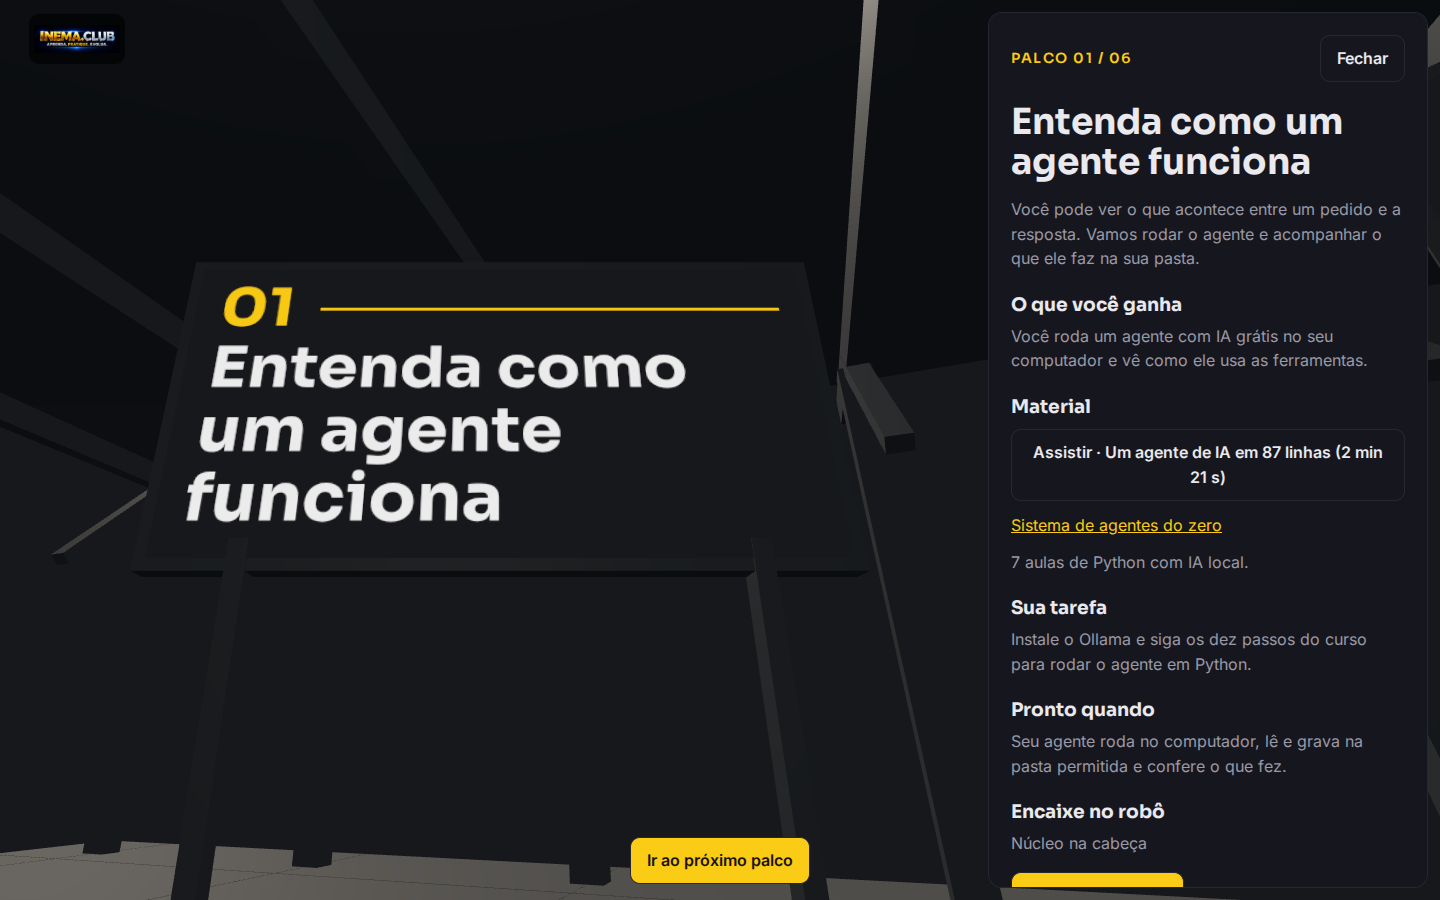 INEMA.CLUB
APRENDA. PRATIQUE. EVOLUA.
01
Entenda como
um agente
funciona
Ir ao próximo palco
PALCO 01 / 06
Fechar
Entenda como um
agente funciona
Você pode ver o que acontece entre um pedido e a
resposta. Vamos rodar o agente e acompanhar o
que ele faz na sua pasta.
O que você ganha
Você roda um agente com IA grátis no seu
computador e vê como ele usa as ferramentas.
Material
Assistir · Um agente de IA em 87 linhas (2 min
21 s)
Sistema de agentes do zero
7 aulas de Python com IA local.
Sua tarefa
Instale o Ollama e siga os dez passos do curso
para rodar o agente em Python.
Pronto quando
Seu agente roda no computador, lê e grava na
pasta permitida e confere o que fez.
Encaixe no robô
Núcleo na cabeça